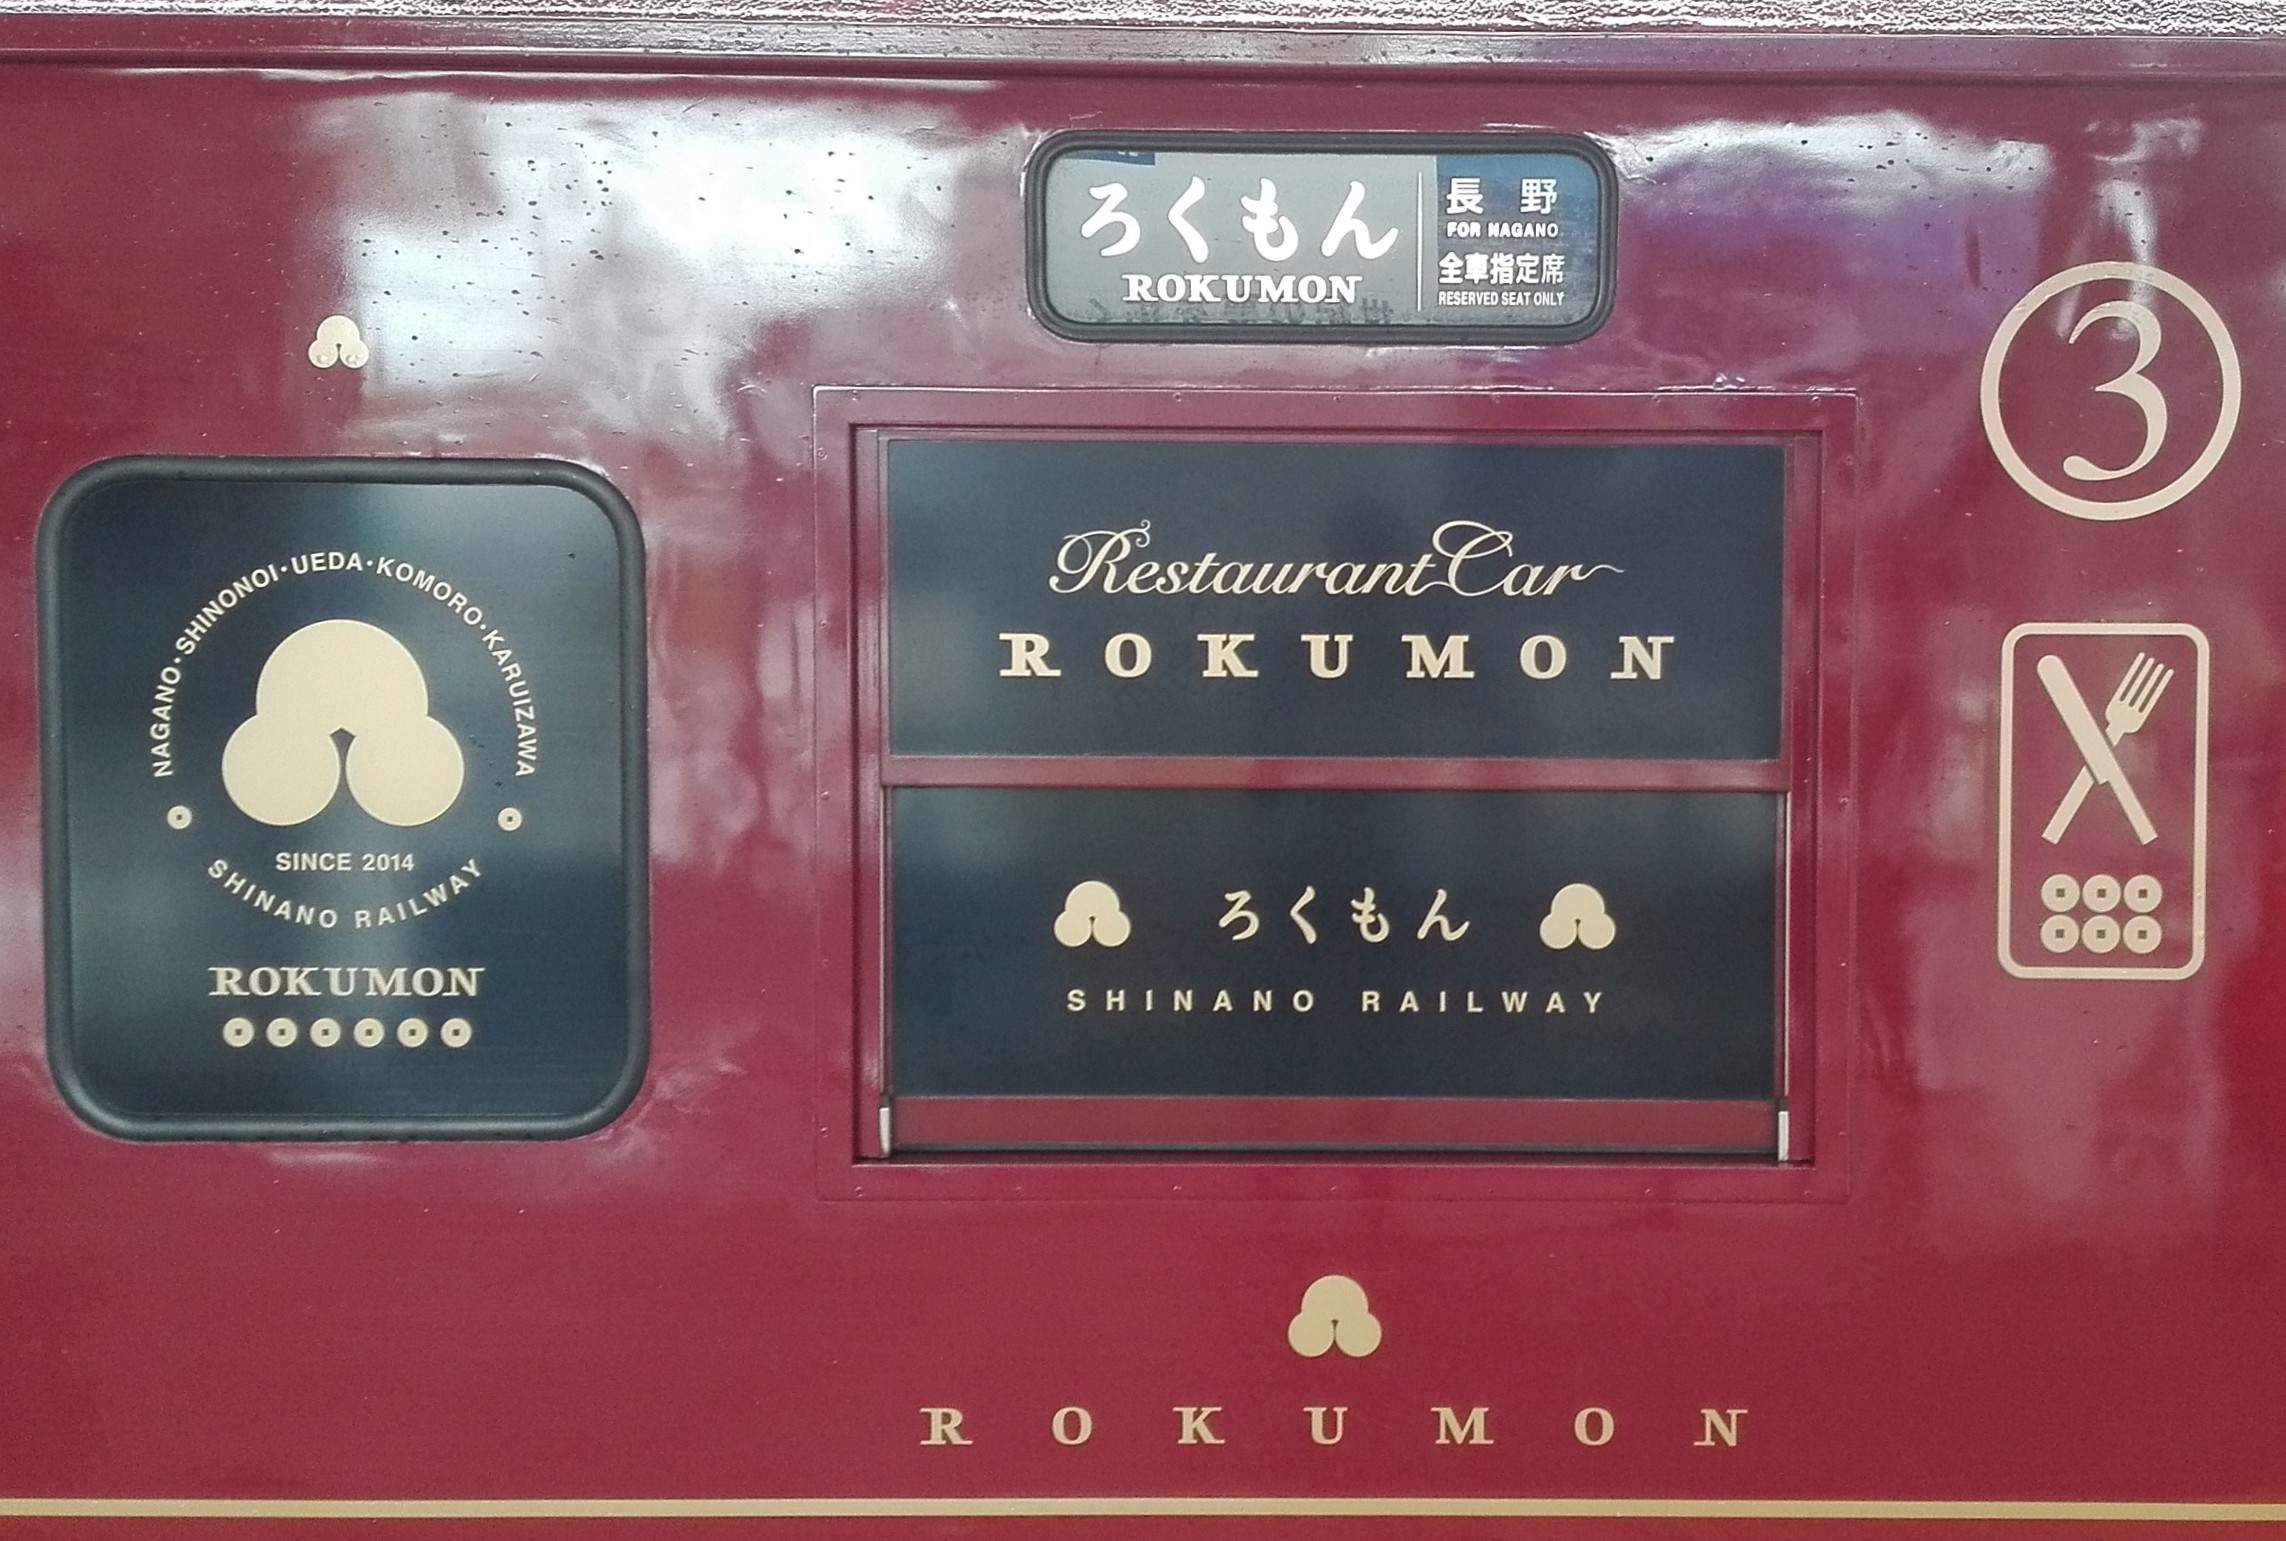 ろくもん
ROKUMON
長野
FOR NAGANO
全車指定席
RESERVED SEAT ONLY
3
NAGANO・SHINONOI・UEDA・KOMORO・KARUIZAWA
SINCE 2014
SHINANO RAILWAY
ROKUMON
Restaurant Car
ROKUMON
ろくもん
SHINANO RAILWAY
ROKUMON